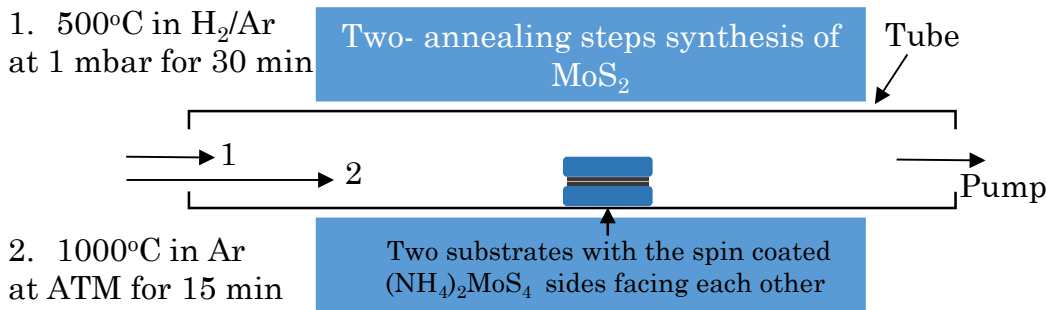 1. 500°C in H₂/Ar
at 1 mbar for 30 min
Two- annealing steps synthesis of
MoS₂
Tube
1
2
Pump
2. 1000°C in Ar
at ATM for 15 min
Two substrates with the spin coated
(NH₄)₂MoS₄ sides facing each other